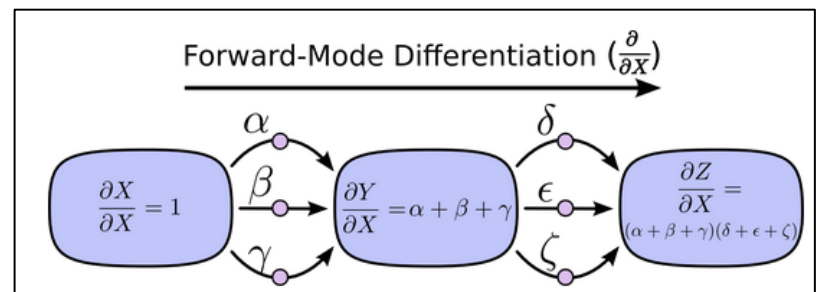 Forward-Mode Differentiation (∂/∂X)
α
β
γ
δ
ϵ
ζ
∂X/∂X = 1
∂Y/∂X = α + β + γ
∂Z/∂X =
(α + β + γ)(δ + ϵ + ζ)